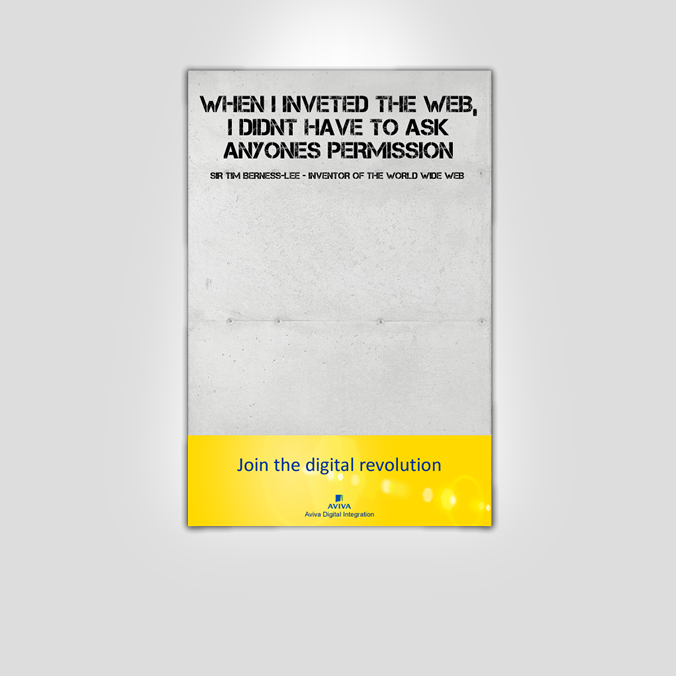 WHEN I INVETED THE WEB,
I DIDNT HAVE TO ASK
ANYONES PERMISSION
SIR TIM BERNESS-LEE - INVENTOR OF THE WORLD WIDE WEB
Join the digital revolution
AVIVA
Aviva Digital Integration